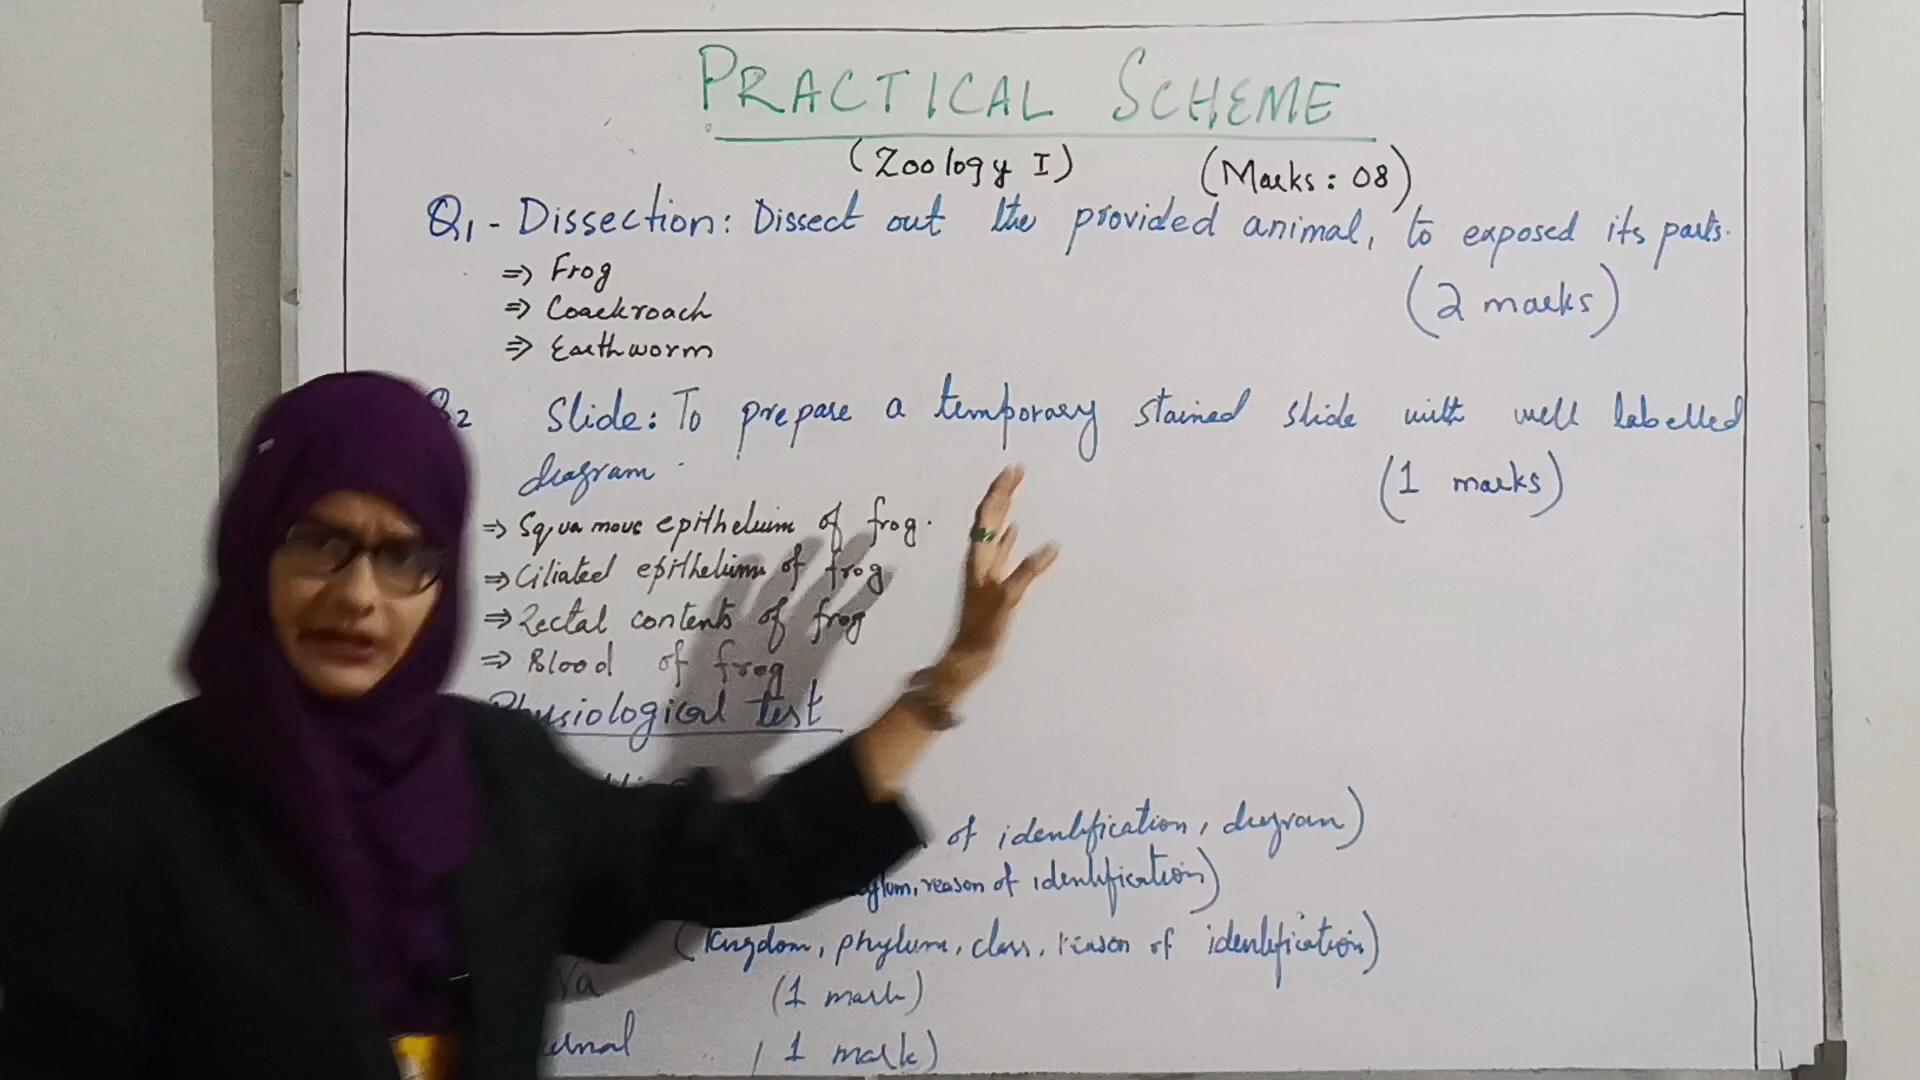 PRACTICAL SCHEME
(Zoology I) (Marks: 08)
Q1 - Dissection: Dissect out the provided animal, to exposed its parts.
⇒ Frog (2 marks)
⇒ Coackroach
⇒ Earthworm
2 Slide: To prepare a temporary stained slide with well labelled
diagram. (1 marks)
⇒ Squamous epithelium of frog.
⇒ Ciliated epithelium of frog
⇒ Rectal contents of frog
⇒ Blood of frog
Physiological test
of identification, diagram)
reason of identification)
(kingdom, phylum, class, reason of identification)
(1 mark)
1 mark)